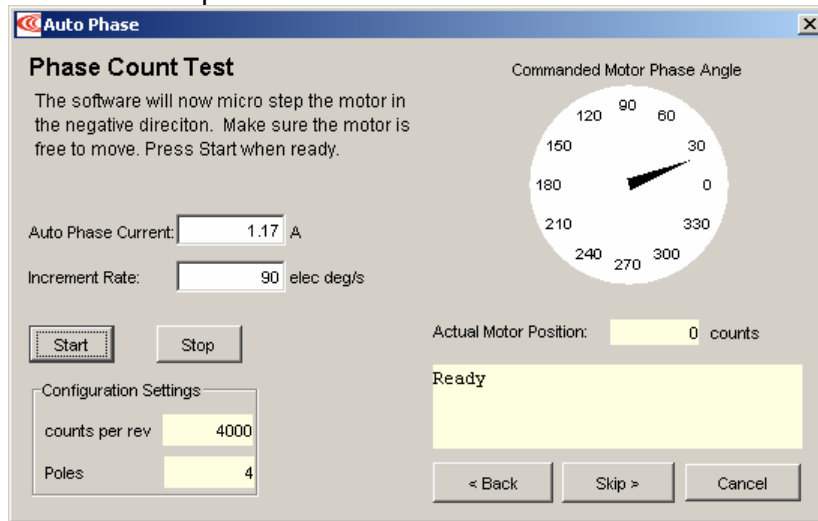 Auto Phase
Phase Count Test
The software will now micro step the motor in
the negative direciton. Make sure the motor is
free to move. Press Start when ready.
Auto Phase Current: 1.17 A
Increment Rate: 90 elec deg/s
Start Stop
Configuration Settings
counts per rev 4000
Poles 4
Commanded Motor Phase Angle
90
120 60
150 30
180 0
210 330
240 300
270
Actual Motor Position: 0 counts
Ready
< Back Skip > Cancel